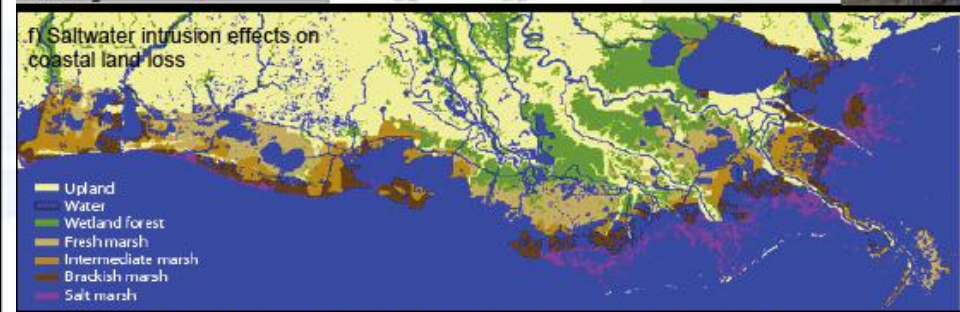 f) Saltwater intrusion effects on
coastal land loss
Upland
Water
Wetland forest
Fresh marsh
Intermediate marsh
Brackish marsh
Salt marsh